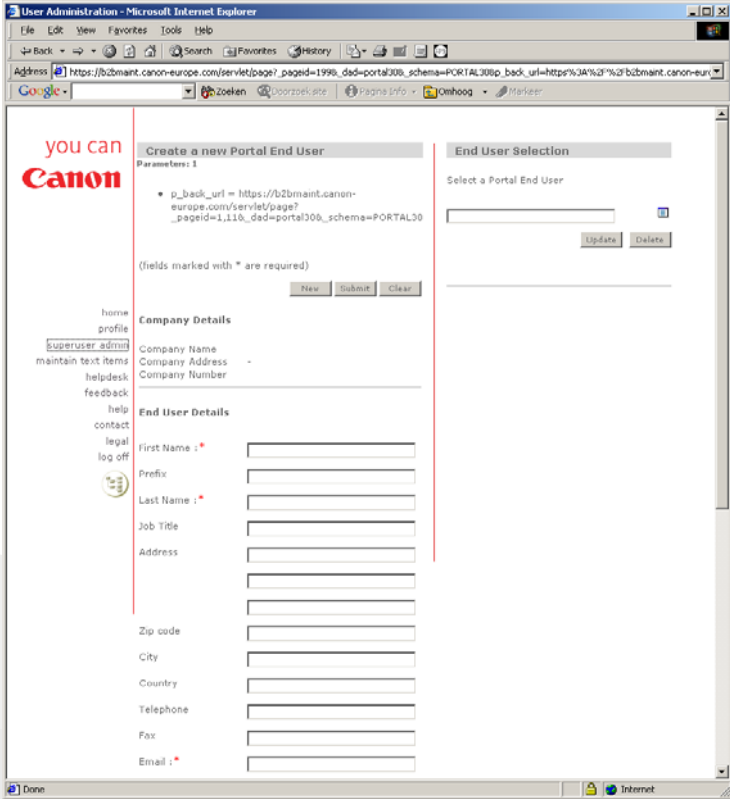 User Administration - Microsoft Internet Explorer
File Edit View Favorites Tools Help
Back Search Favorites History
Address https://b2bmaint.canon-europe.com/servlet/page?_pageid=199&_dad=portal30&_schema=PORTAL30&p_back_url=https%3A%2F%2Fb2bmaint.canon-eur
Google Zoeken Doorzoek site Pagina Info Omhoog Markeer
you can
Canon
home
profile
superuser admin
maintain text items
helpdesk
feedback
help
contact
legal
log off
Create a new Portal End User
Parameters: 1
• p_back_url = https://b2bmaint.canon-
europe.com/servlet/page?
_pageid=1,11&_dad=portal30&_schema=PORTAL30
(fields marked with * are required)
New Submit Clear
Company Details
Company Name
Company Address -
Company Number
End User Details
First Name :*
Prefix
Last Name :*
Job Title
Address
Zip code
City
Country
Telephone
Fax
Email :*
End User Selection
Select a Portal End User
Update Delete
Done Internet